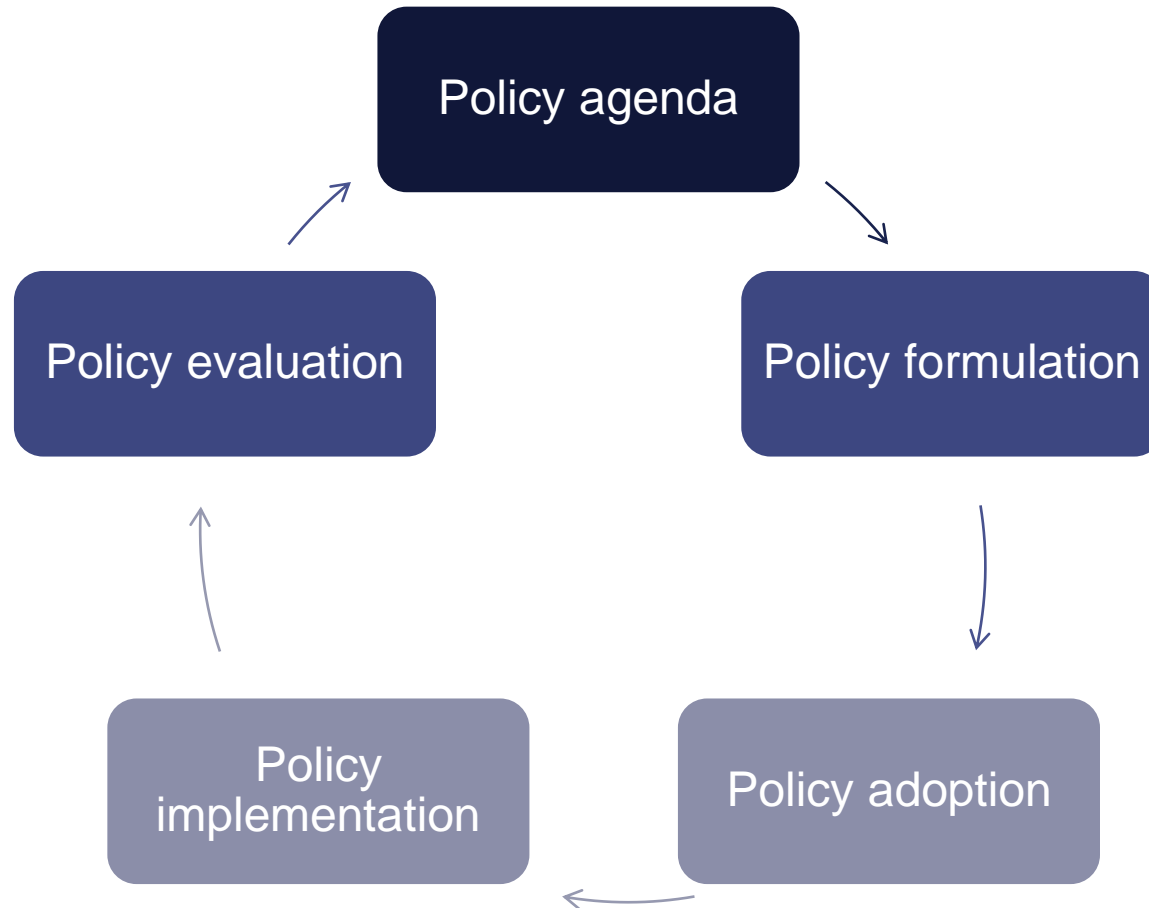 Policy agenda
Policy evaluation
Policy formulation
Policy
implementation
Policy adoption